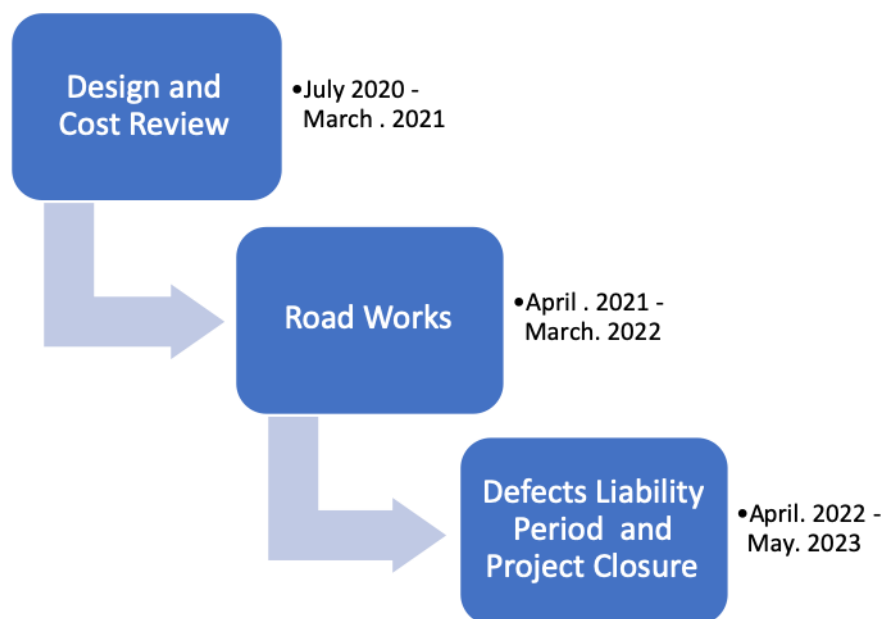 Design and
Cost Review
•July 2020 -
March . 2021
Road Works
•April . 2021 -
March. 2022
Defects Liability
Period and
Project Closure
•April. 2022 -
May. 2023